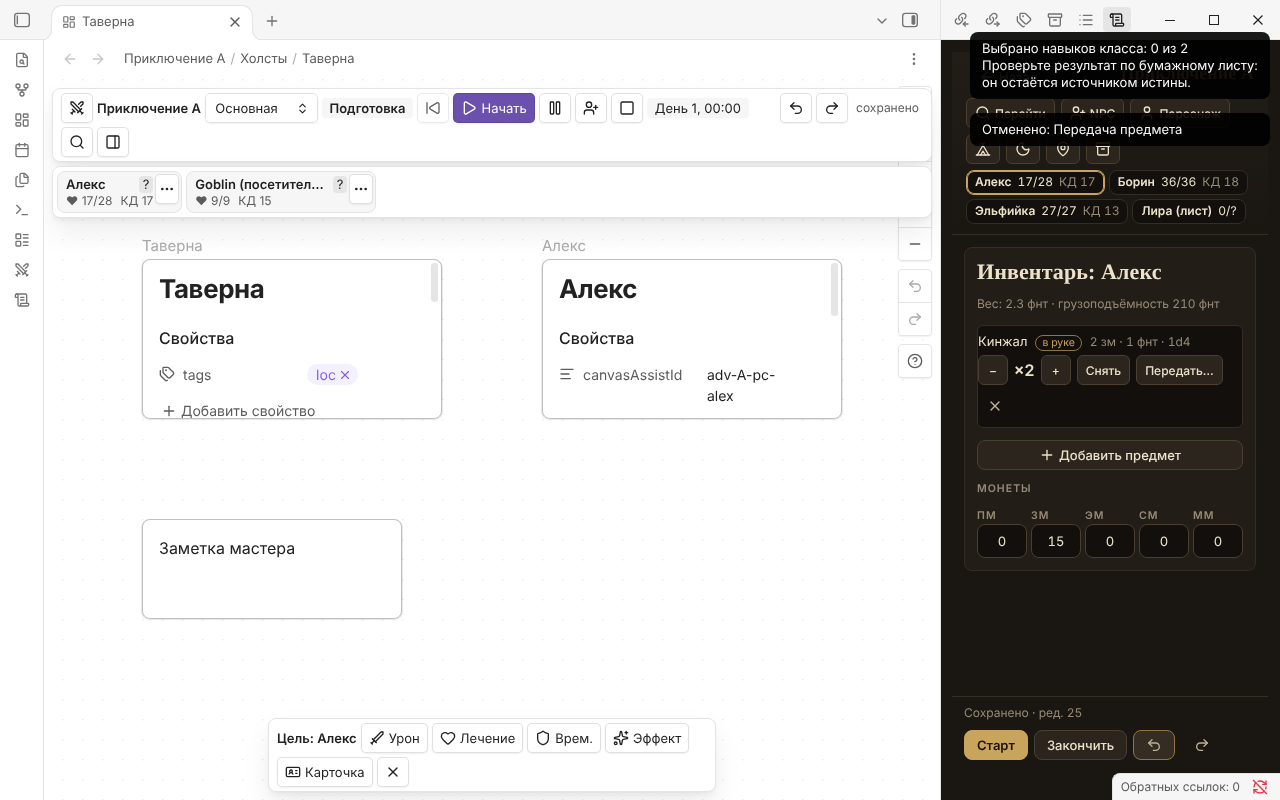 Таверна
Приключение A / Холсты / Таверна
Приключение A
Основная
Подготовка
Начать
День 1, 00:00
сохранено
Алекс ?
17/28 КД 17
Goblin (посетител... ?
9/9 КД 15
Таверна
Таверна
Свойства
tags
loc
Добавить свойство
Алекс
Алекс
Свойства
canvasAssistId
adv-A-pc-
alex
Заметка мастера
Цель: Алекс
Урон
Лечение
Врем.
Эффект
Карточка
Выбрано навыков класса: 0 из 2
Проверьте результат по бумажному листу:
он остаётся источником истины.
Перейти
NPC
Персонаж
Отменено: Передача предмета
Алекс 17/28 КД 17
Борин 36/36 КД 18
Эльфийка 27/27 КД 13
Лира (лист) 0/?
Инвентарь: Алекс
Вес: 2.3 фнт · грузоподъёмность 210 фнт
Кинжал в руке 2 зм · 1 фнт · 1d4
− ×2 + Снять Передать...
Добавить предмет
МОНЕТЫ
ПМ ЗМ ЭМ СМ ММ
0 15 0 0 0
Сохранено · ред. 25
Старт
Закончить
Обратных ссылок: 0